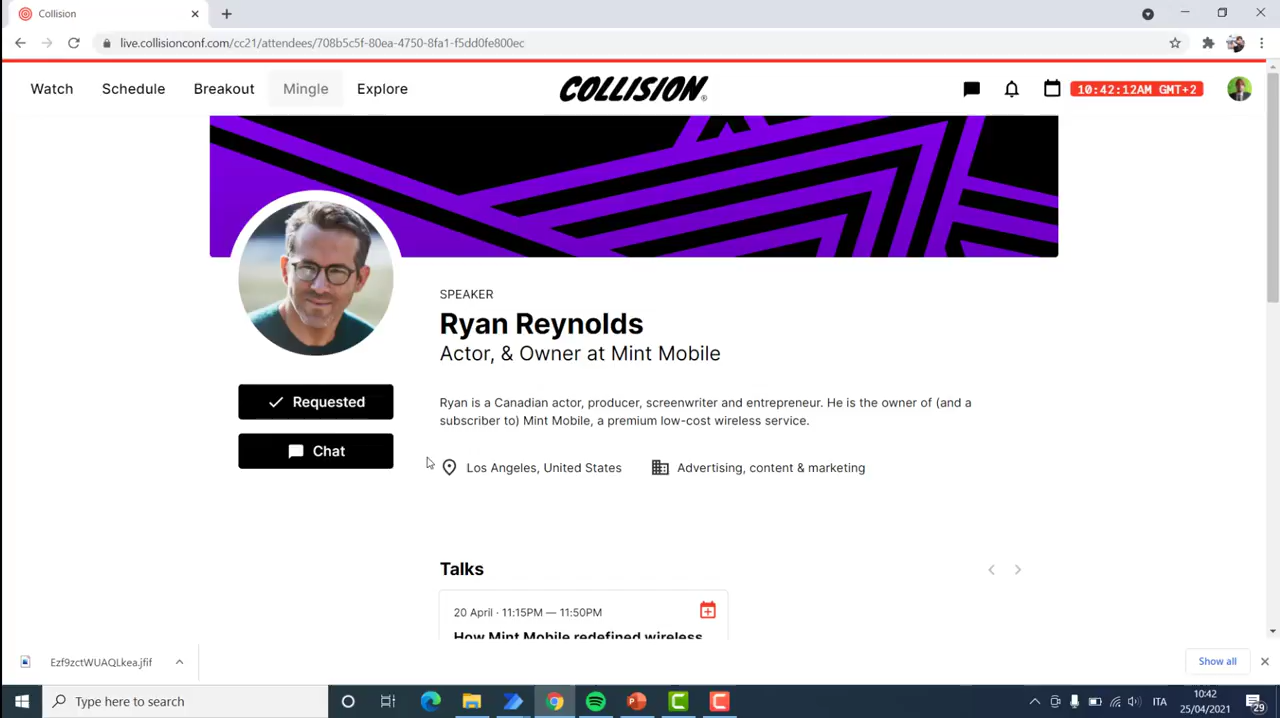 Collision
live.collisionconf.com/cc21/attendees/708b5c5f-80ea-4750-8fa1-f5dd0fe800ec
Watch
Schedule
Breakout
Mingle
Explore
COLLISION®
10:42:12AM GMT+2
SPEAKER
Ryan Reynolds
Actor, & Owner at Mint Mobile
Requested
Chat
Ryan is a Canadian actor, producer, screenwriter and entrepreneur. He is the owner of (and a
subscriber to) Mint Mobile, a premium low-cost wireless service.
Los Angeles, United States
Advertising, content & marketing
Talks
20 April · 11:15PM — 11:50PM
How Mint Mobile redefined wireless
Ezf9zctWUAQLkea.jfif
Show all
Type here to search
ITA
10:42
25/04/2021
29